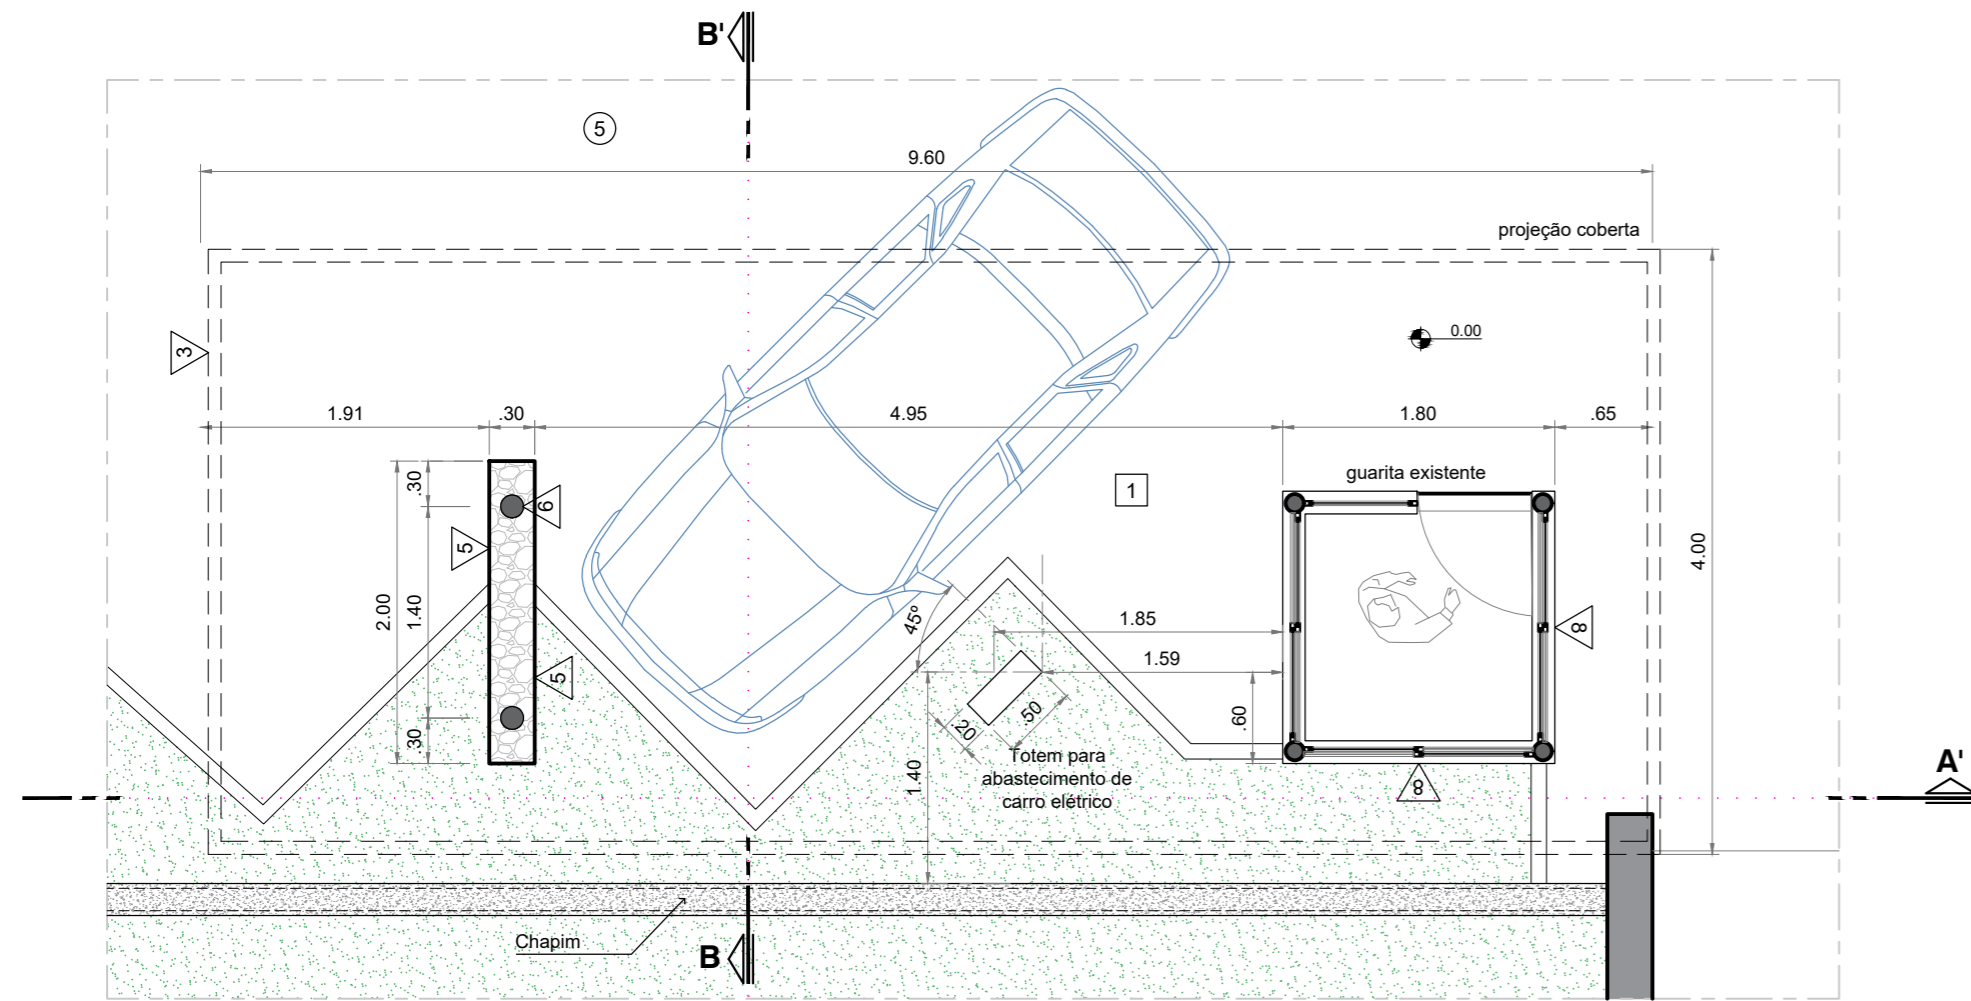 B'
5
9.60
projeção coberta
0.00
3
1.91
.30
4.95
1.80
.65
guarita existente
.30
6
1
5
4.00
2.00
1.40
45º
1.85
8
1.59
5
.60
.50
.20
.30
Totem para
abastecimento de
carro elétrico
1.40
8
A'
Chapim
B